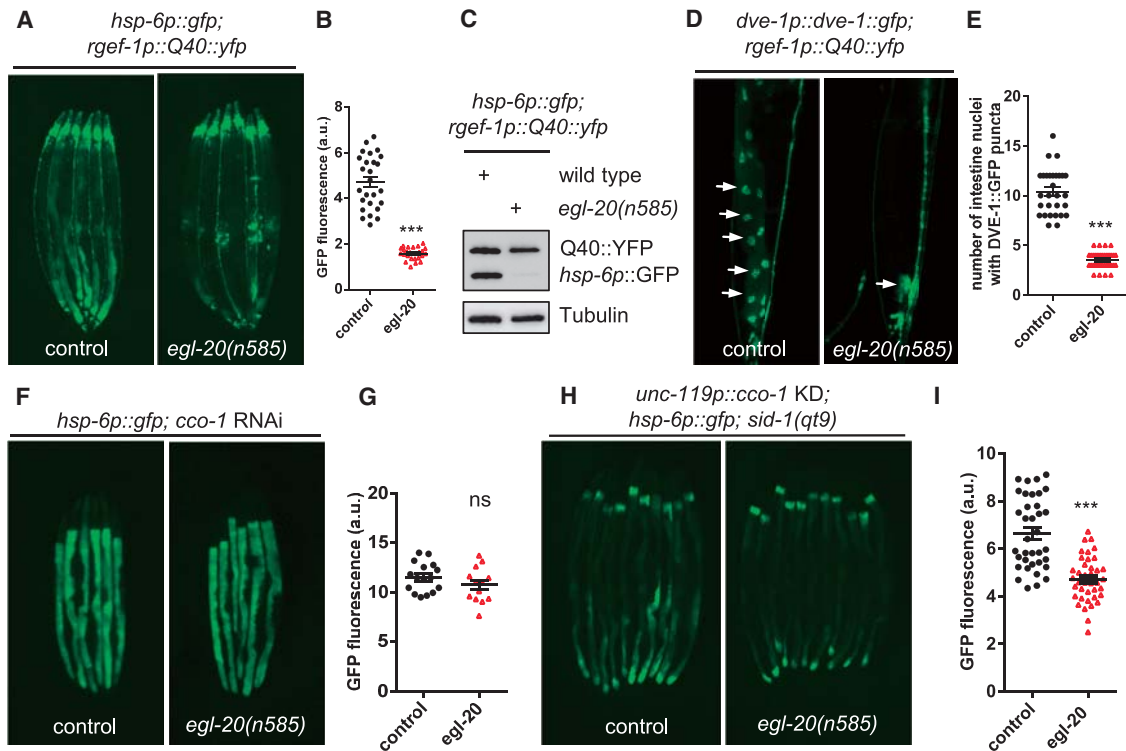 A
hsp-6p::gfp;
rgef-1p::Q40::yfp
control
egl-20(n585)
B
GFP fluorescence (a.u.)
8
6
4
2
0
***
control
egl-20
C
hsp-6p::gfp;
rgef-1p::Q40::yfp
+ wild type
+ egl-20(n585)
Q40::YFP
hsp-6p::GFP
Tubulin
D
dve-1p::dve-1::gfp;
rgef-1p::Q40::yfp
control
egl-20(n585)
E
number of intestine nuclei
with DVE-1::GFP puncta
20
15
10
5
0
***
control
egl-20
F
hsp-6p::gfp; cco-1 RNAi
control
egl-20(n585)
G
GFP fluorescence (a.u.)
20
15
10
5
0
ns
control
egl-20
H
unc-119p::cco-1 KD;
hsp-6p::gfp; sid-1(qt9)
control
egl-20(n585)
I
GFP fluorescence (a.u.)
10
8
6
4
2
0
***
control
egl-20